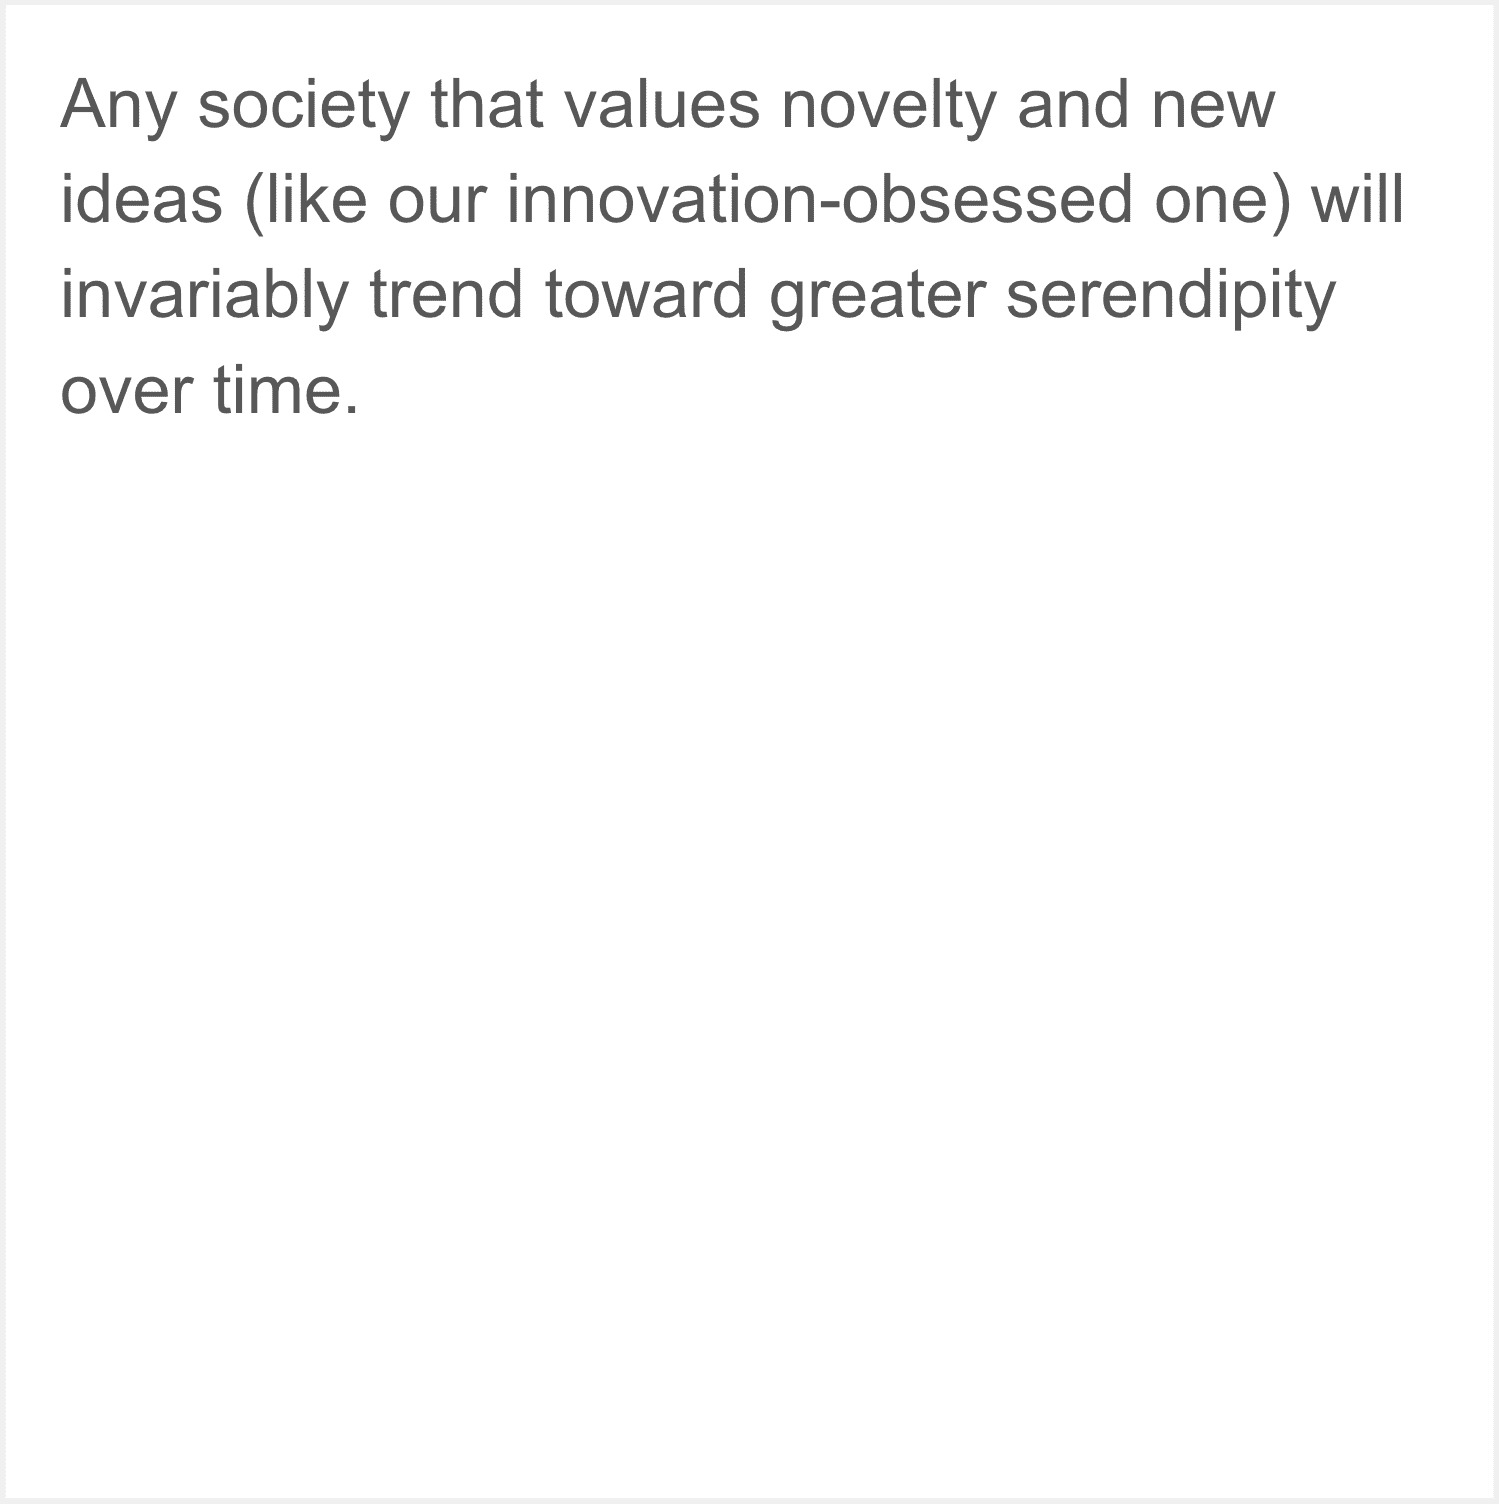 Any society that values novelty and new
ideas (like our innovation-obsessed one) will
invariably trend toward greater serendipity
over time.